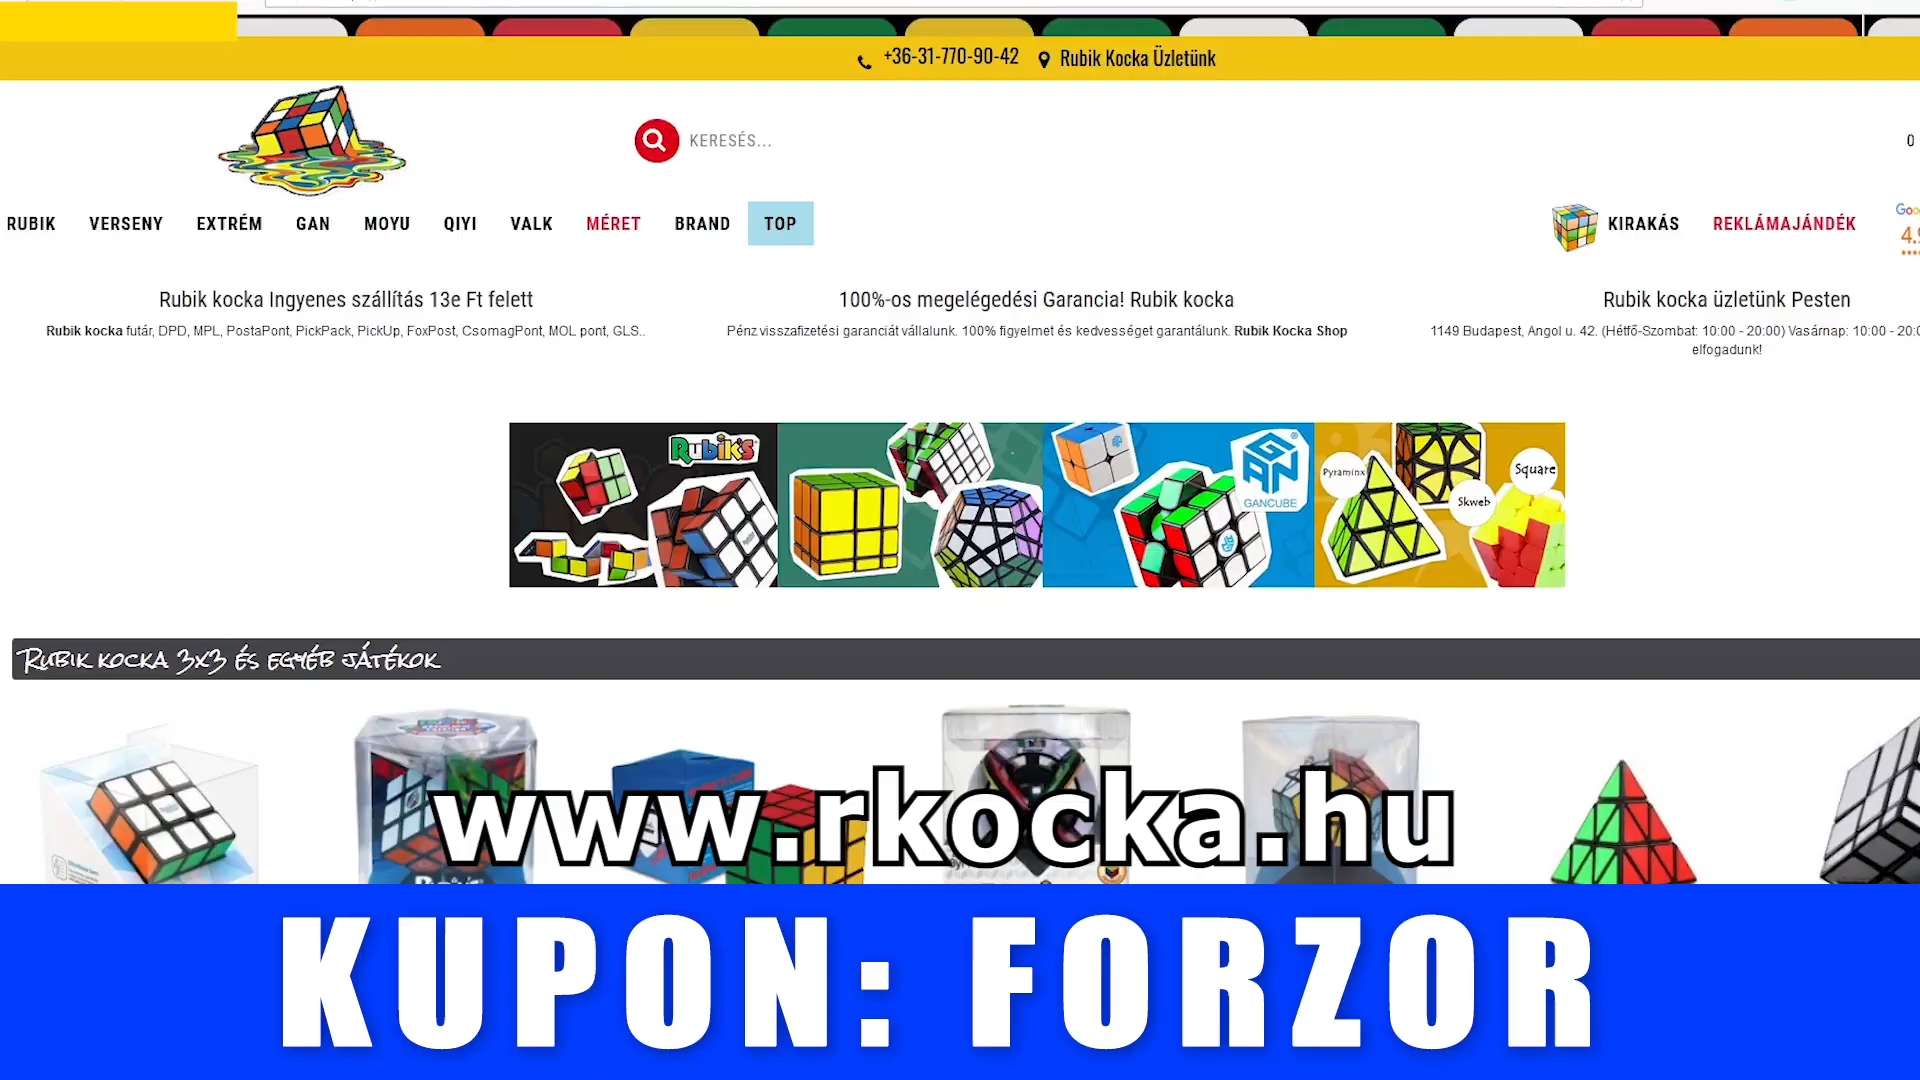 +36-31-770-90-42 Rubik Kocka Üzletünk
KERESÉS...
0
RUBIK VERSENY EXTRÉM GAN MOYU QIYI VALK MÉRET BRAND TOP KIRAKÁS REKLÁMAJÁNDÉK
4.9
Rubik kocka Ingyenes szállítás 13e Ft felett
Rubik kocka futár, DPD, MPL, PostaPont, PickPack, PickUp, FoxPost, CsomagPont, MOL pont, GLS..
100%-os megelégedési Garancia! Rubik kocka
Pénz visszafizetési garanciát vállalunk. 100% figyelmet és kedvességet garantálunk. Rubik Kocka Shop
Rubik kocka üzletünk Pesten
1149 Budapest, Angol u. 42. (Hétfő-Szombat: 10:00 - 20:00) Vasárnap: 10:00 - 20:0
elfogadunk!
Rubik's
GAN
GANCUBE
Pyraminx
Skweb
Square
Rubik kocka 3x3 és egyéb játékok
www.rkocka.hu
KUPON: FORZOR